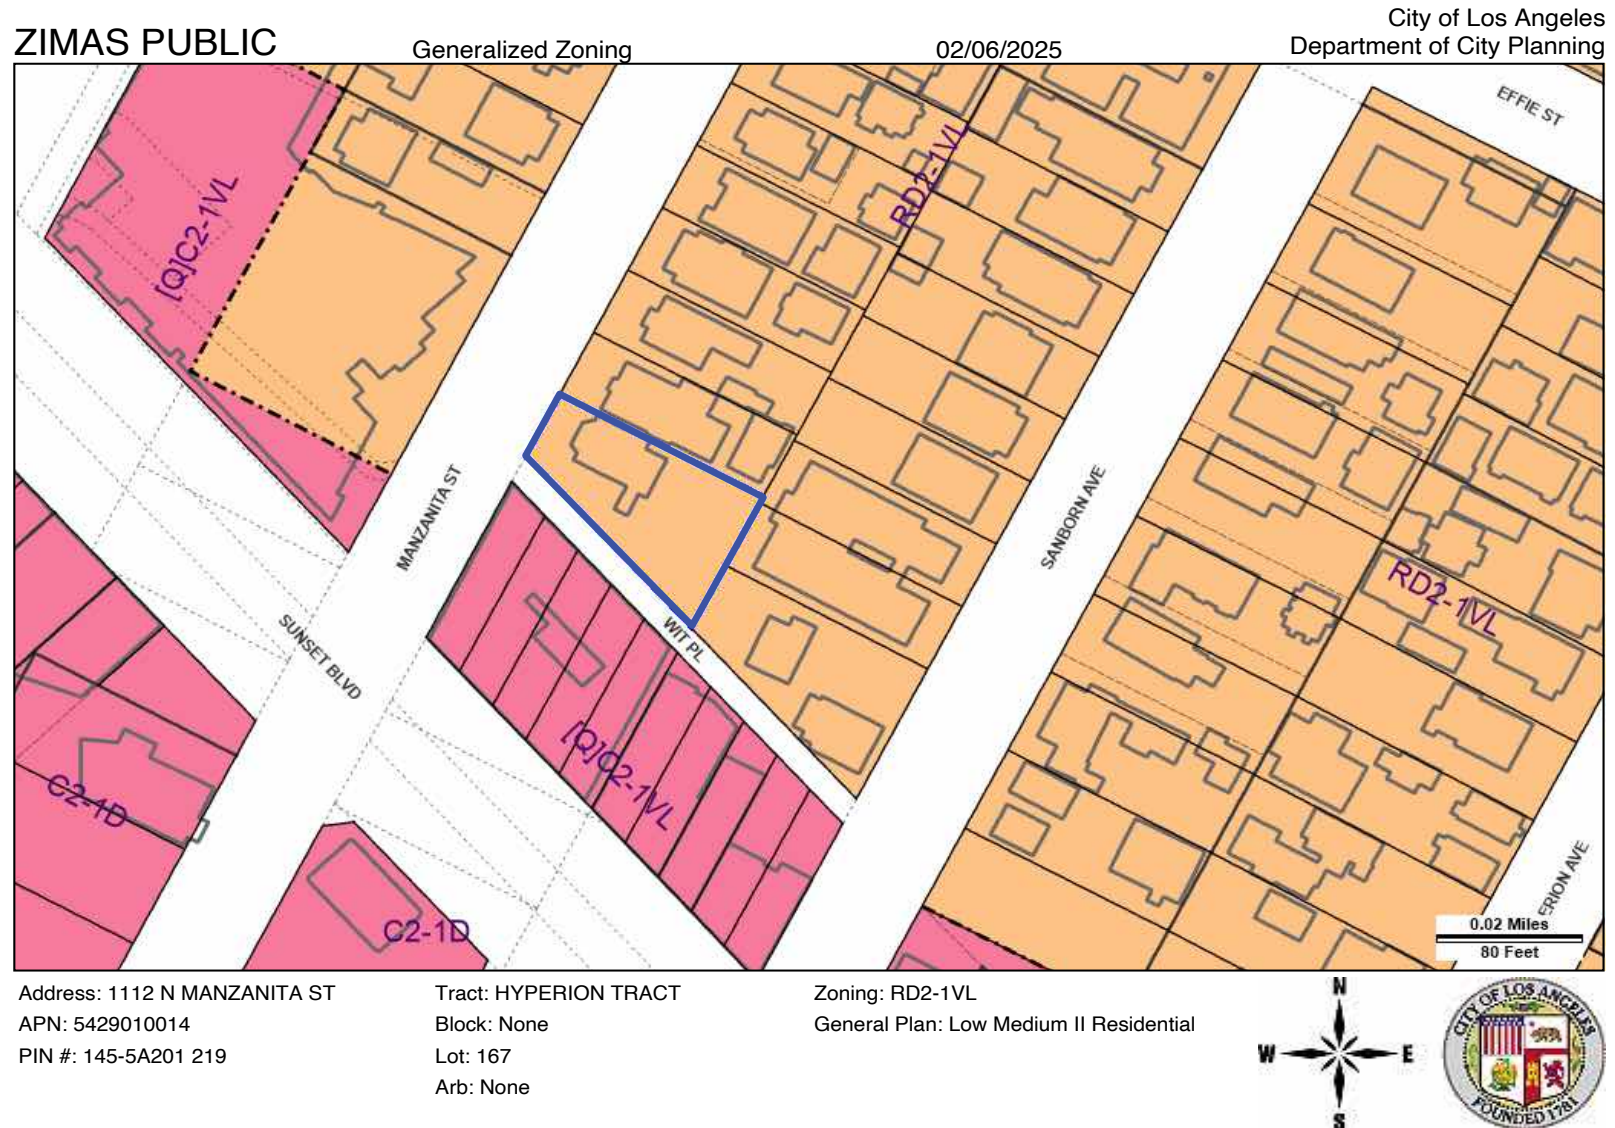 City of Los Angeles
ZIMAS PUBLIC
Generalized Zoning
02/06/2025
Department of City Planning
EFFIE ST
RD2-1VL
[Q]C2-1VL
MANZANITA ST
SANBORN AVE
RD2-1VL
SUNSET BLVD
WIT PL
[Q]C2-1VL
C2-1D
C2-1D
ERION AVE
0.02 Miles
80 Feet
Address: 1112 N MANZANITA ST
Tract: HYPERION TRACT
Zoning: RD2-1VL
APN: 5429010014
Block: None
General Plan: Low Medium II Residential
PIN #: 145-5A201 219
Lot: 167
Arb: None
N
W
E
S
CITY OF LOS ANGELES
FOUNDED 1781